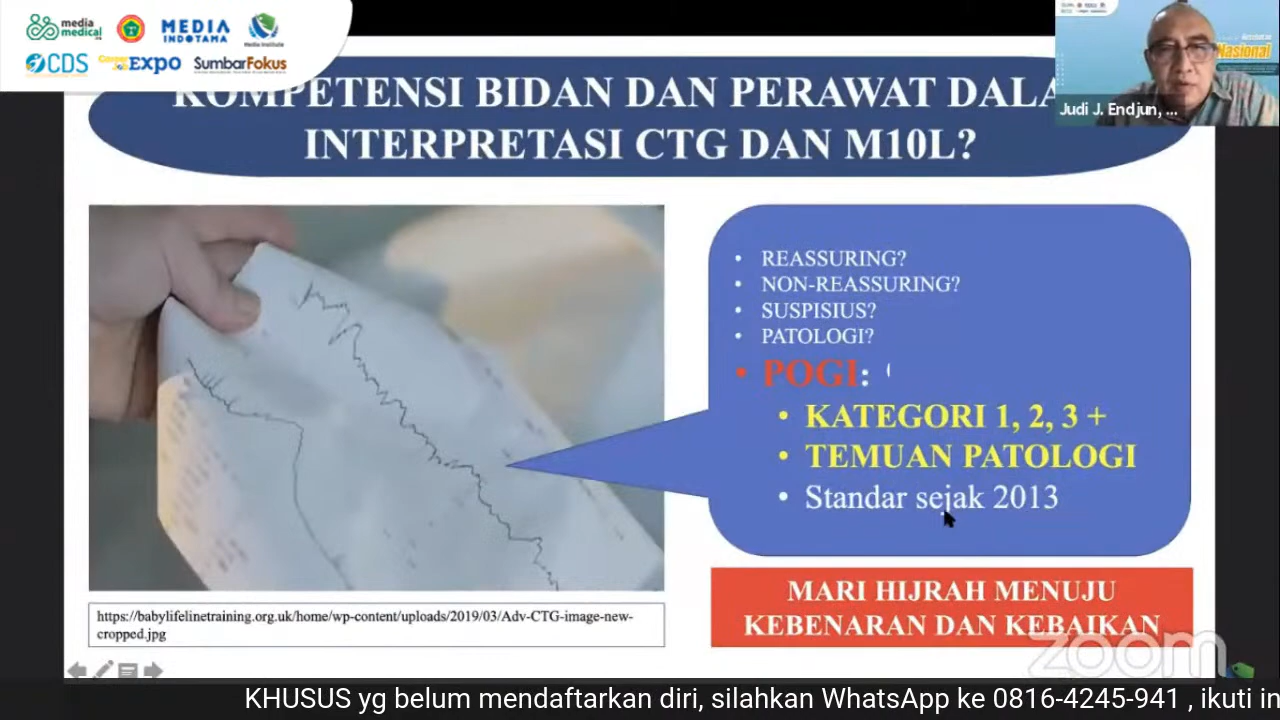 media
medical
MEDIA
INDOTAMA
Media Institute
CDS
Expo
SumbarFokus
Nasional
Judi J. Endjun, ...
KOMPETENSI BIDAN DAN PERAWAT DALA
INTERPRETASI CTG DAN M10L?
• REASSURING?
• NON-REASSURING?
• SUSPISIUS?
• PATOLOGI?
• POGI:
• KATEGORI 1, 2, 3 +
• TEMUAN PATOLOGI
• Standar sejak 2013
MARI HIJRAH MENUJU
KEBENARAN DAN KEBAIKAN
https://babylifelinetraining.org.uk/home/wp-content/uploads/2019/03/Adv-CTG-image-new-
cropped.jpg
zoom
KHUSUS yg belum mendaftarkan diri, silahkan WhatsApp ke 0816-4245-941 , ikuti in